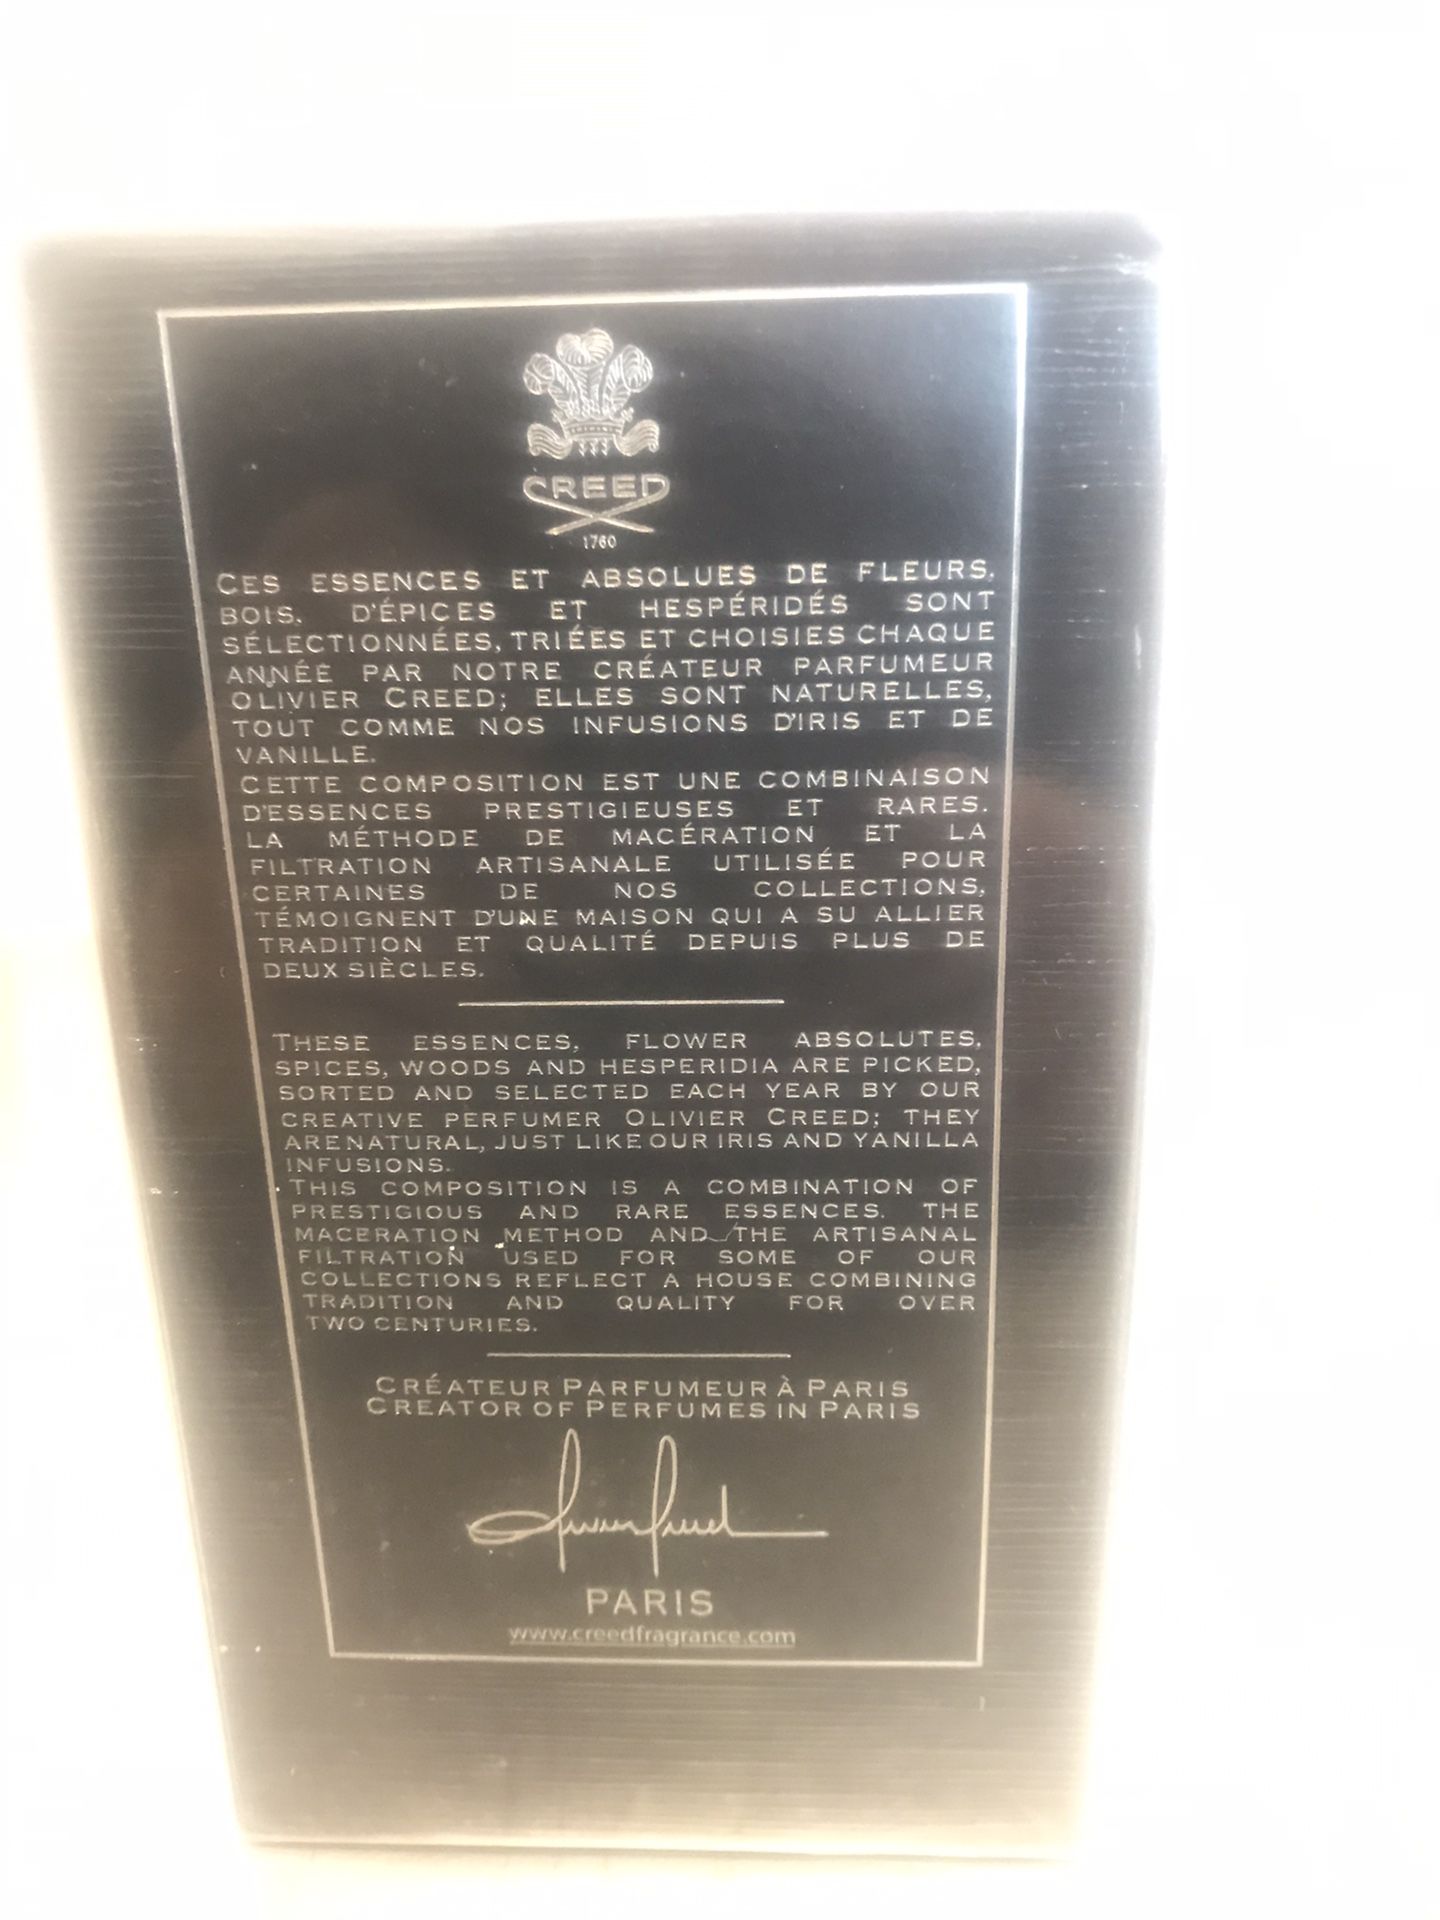 CREED
1760
CES ESSENCES ET ABSOLUES DE FLEURS,
BOIS, D'ÉPICES ET HESPÉRIDÉS SONT
SÉLECTIONNÉES, TRIÉES ET CHOISIES CHAQUE
ANNÉE PAR NOTRE CRÉATEUR PARFUMEUR
OLIVIER CREED; ELLES SONT NATURELLES,
TOUT COMME NOS INFUSIONS D'IRIS ET DE
VANILLE.
CETTE COMPOSITION EST UNE COMBINAISON
D'ESSENCES PRESTIGIEUSES ET RARES.
LA MÉTHODE DE MACÉRATION ET LA
FILTRATION ARTISANALE UTILISÉE POUR
CERTAINES DE NOS COLLECTIONS,
TÉMOIGNENT D'UNE MAISON QUI A SU ALLIER
TRADITION ET QUALITÉ DEPUIS PLUS DE
DEUX SIÈCLES.
THESE ESSENCES, FLOWER ABSOLUTES,
SPICES, WOODS AND HESPERIDIA ARE PICKED,
SORTED AND SELECTED EACH YEAR BY OUR
CREATIVE PERFUMER OLIVIER CREED; THEY
ARE NATURAL, JUST LIKE OUR IRIS AND VANILLA
INFUSIONS.
THIS COMPOSITION IS A COMBINATION OF
PRESTIGIOUS AND RARE ESSENCES. THE
MACERATION METHOD AND THE ARTISANAL
FILTRATION USED FOR SOME OF OUR
COLLECTIONS REFLECT A HOUSE COMBINING
TRADITION AND QUALITY FOR OVER
TWO CENTURIES.
CRÉATEUR PARFUMEUR À PARIS
CREATOR OF PERFUMES IN PARIS
PARIS
www.creedfragrance.com